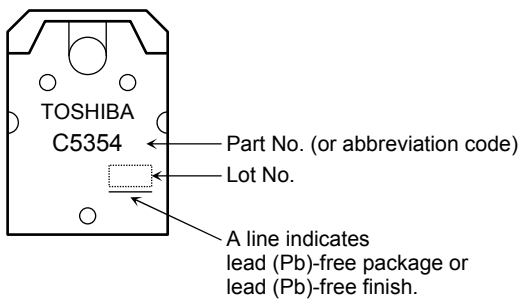 TOSHIBA
C5354
Part No. (or abbreviation code)
Lot No.
A line indicates
lead (Pb)-free package or
lead (Pb)-free finish.